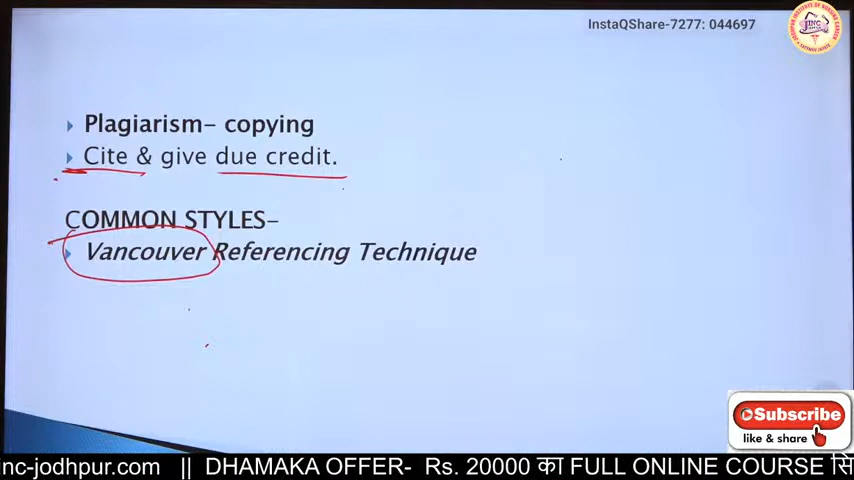 InstaQShare-7277: 044697
Plagiarism- copying
Cite & give due credit.
COMMON STYLES-
Vancouver Referencing Technique
Subscribe
like & share
inc-jodhpur.com || DHAMAKA OFFER- Rs. 20000 का FULL ONLINE COURSE सि